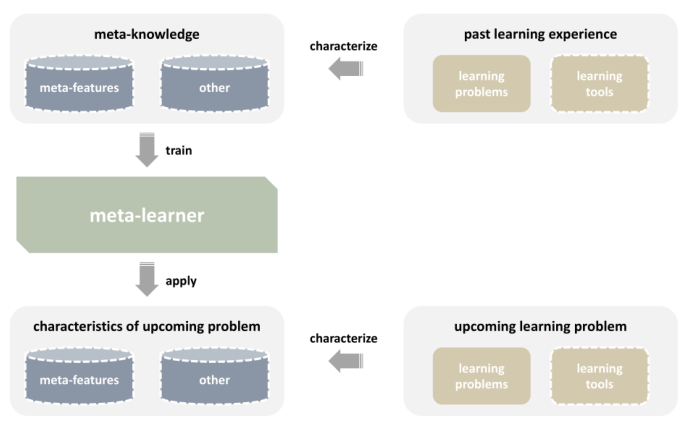 meta-knowledge
meta-features
other
characterize
past learning experience
learning
problems
learning
tools
train
meta-learner
apply
characteristics of upcoming problem
meta-features
other
characterize
upcoming learning problem
learning
problems
learning
tools